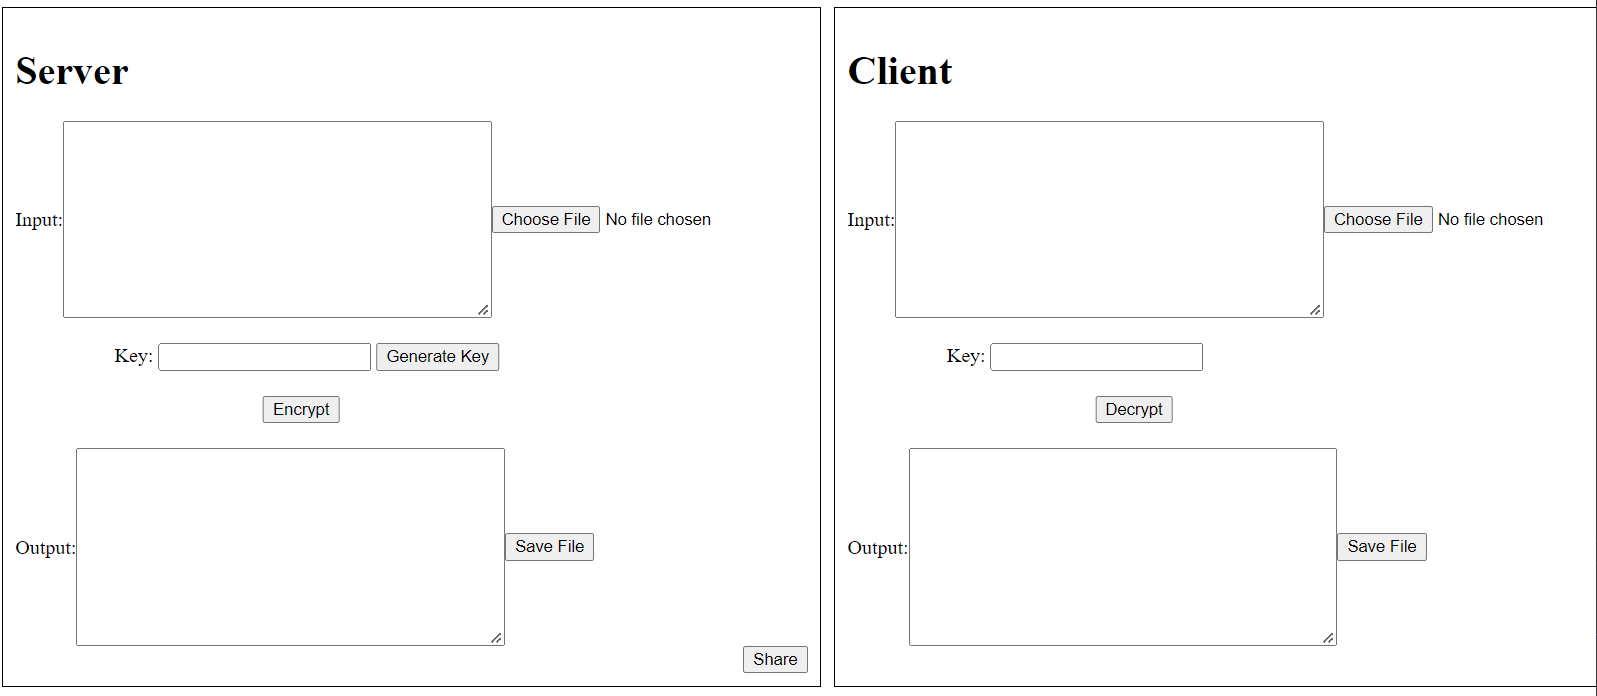 Server
Input:
Choose File No file chosen
Key:
Generate Key
Encrypt
Output:
Save File
Share
Client
Input:
Choose File No file chosen
Key:
Decrypt
Output:
Save File